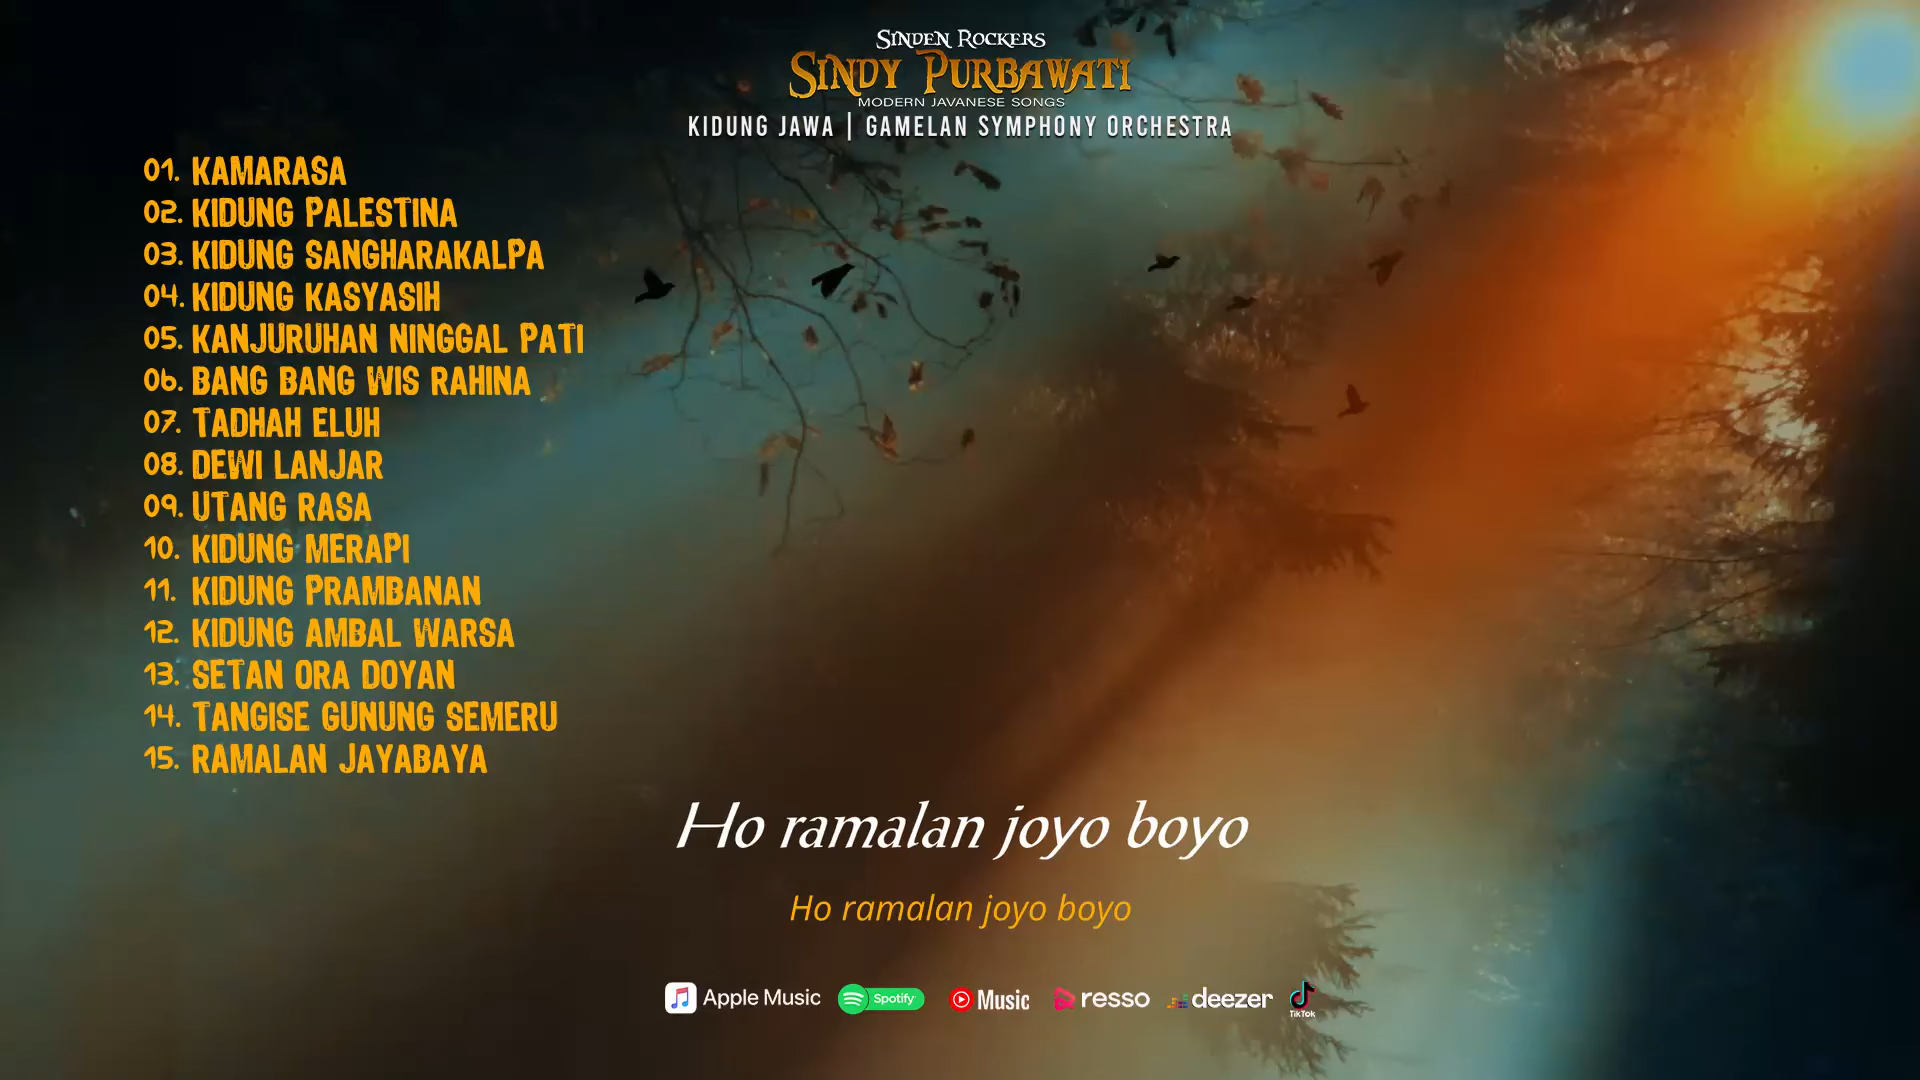 SINDEN ROCKERS
SINDY PURBAWATI
MODERN JAVANESE SONGS
KIDUNG JAWA | GAMELAN SYMPHONY ORCHESTRA
01. KAMARASA
02. KIDUNG PALESTINA
03. KIDUNG SANGHARAKALPA
04. KIDUNG KASYASIH
05. KANJURUHAN NINGGAL PATI
06. BANG BANG WIS RAHINA
07. TADHAH ELUH
08. DEWI LANJAR
09. UTANG RASA
10. KIDUNG MERAPI
11. KIDUNG PRAMBANAN
12. KIDUNG AMBAL WARSA
13. SETAN ORA DOYAN
14. TANGISE GUNUNG SEMERU
15. RAMALAN JAYABAYA
Ho ramalan joyo boyo
Ho ramalan joyo boyo
Apple Music Spotify Music resso deezer TikTok